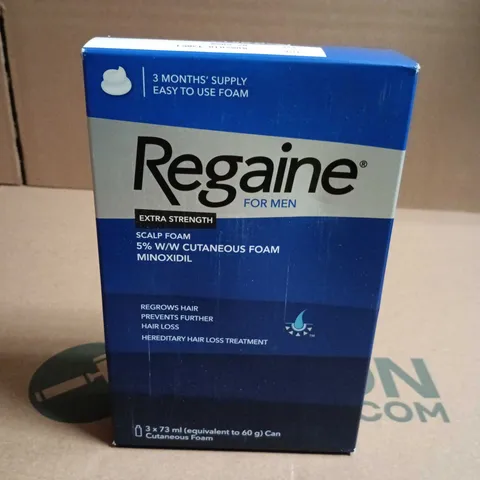 3 MONTHS' SUPPLY
EASY TO USE FOAM
Regaine®
FOR MEN
EXTRA STRENGTH
SCALP FOAM
5% W/W CUTANEOUS FOAM
MINOXIDIL
REGROWS HAIR
PREVENTS FURTHER
HAIR LOSS
HEREDITARY HAIR LOSS TREATMENT
TM
3 x 73 ml (equivalent to 60 g) Can
Cutaneous Foam
ON
.COM